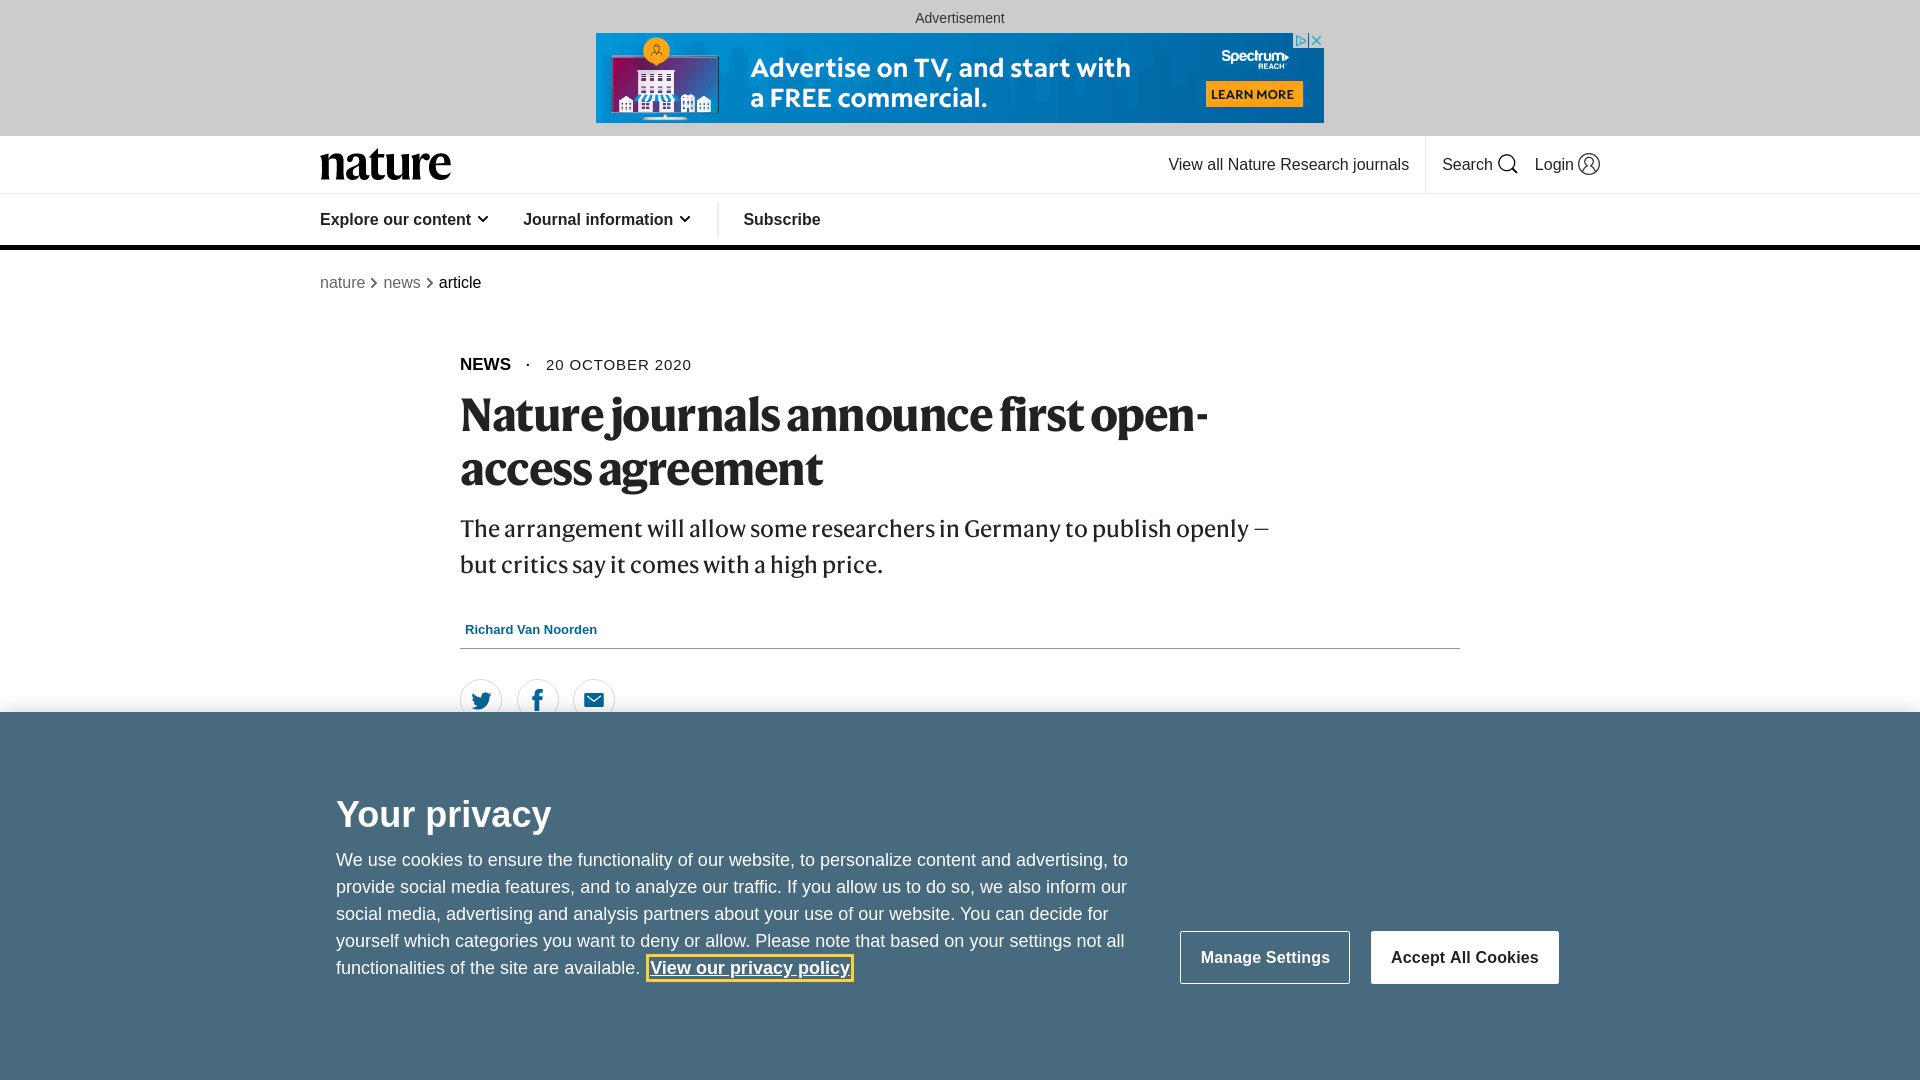 Advertisement
Advertise on TV, and start with
a FREE commercial.
Spectrum
REACH
LEARN MORE
nature
View all Nature Research journals
Search
Login
Explore our content
Journal information
Subscribe
nature
news
article
NEWS · 20 OCTOBER 2020
Nature journals announce first open-
access agreement
The arrangement will allow some researchers in Germany to publish openly —
but critics say it comes with a high price.
Richard Van Noorden
Your privacy
We use cookies to ensure the functionality of our website, to personalize content and advertising, to
provide social media features, and to analyze our traffic. If you allow us to do so, we also inform our
social media, advertising and analysis partners about your use of our website. You can decide for
yourself which categories you want to deny or allow. Please note that based on your settings not all
functionalities of the site are available. View our privacy policy
Manage Settings
Accept All Cookies